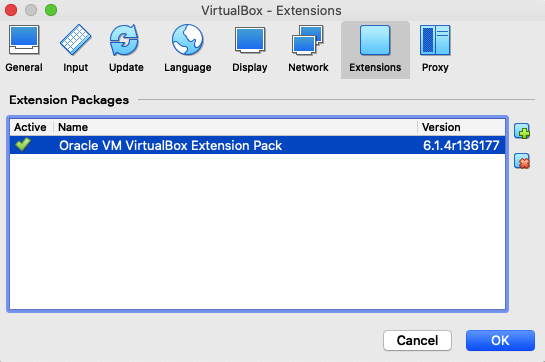 VirtualBox - Extensions
General Input Update Language Display Network Extensions Proxy
Extension Packages
Active Name Version
Oracle VM VirtualBox Extension Pack 6.1.4r136177
Cancel OK